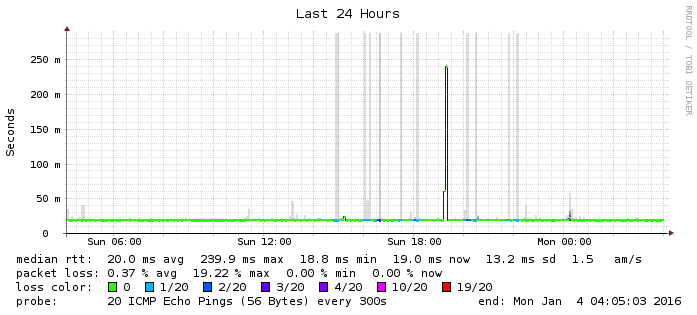 Last 24 Hours
RRDTOOL / TOBI OETIKER
Seconds
250 m
200 m
150 m
100 m
50 m
0
Sun 06:00 Sun 12:00 Sun 18:00 Mon 00:00
median rtt: 20.0 ms avg 239.9 ms max 18.8 ms min 19.0 ms now 13.2 ms sd 1.5 am/s
packet loss: 0.37 % avg 19.22 % max 0.00 % min 0.00 % now
loss color: 0 1/20 2/20 3/20 4/20 10/20 19/20
probe: 20 ICMP Echo Pings (56 Bytes) every 300s end: Mon Jan 4 04:05:03 2016